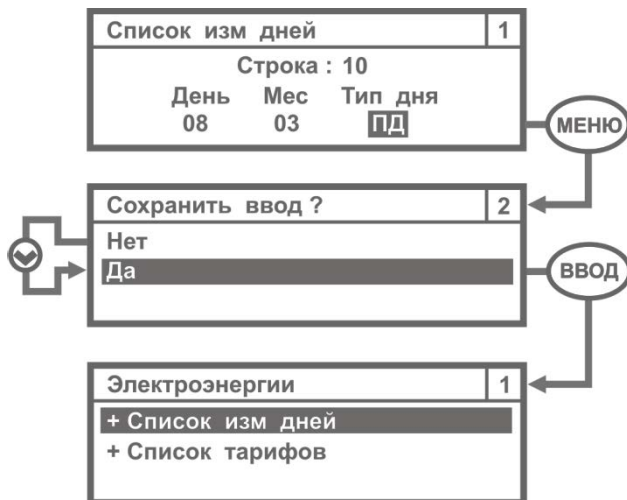 Список изм дней 1
Строка : 10
День Мес Тип дня
08 03 ПД
МЕНЮ
Сохранить ввод ? 2
Нет
Да
ВВОД
Электроэнергии 1
+ Список изм дней
+ Список тарифов